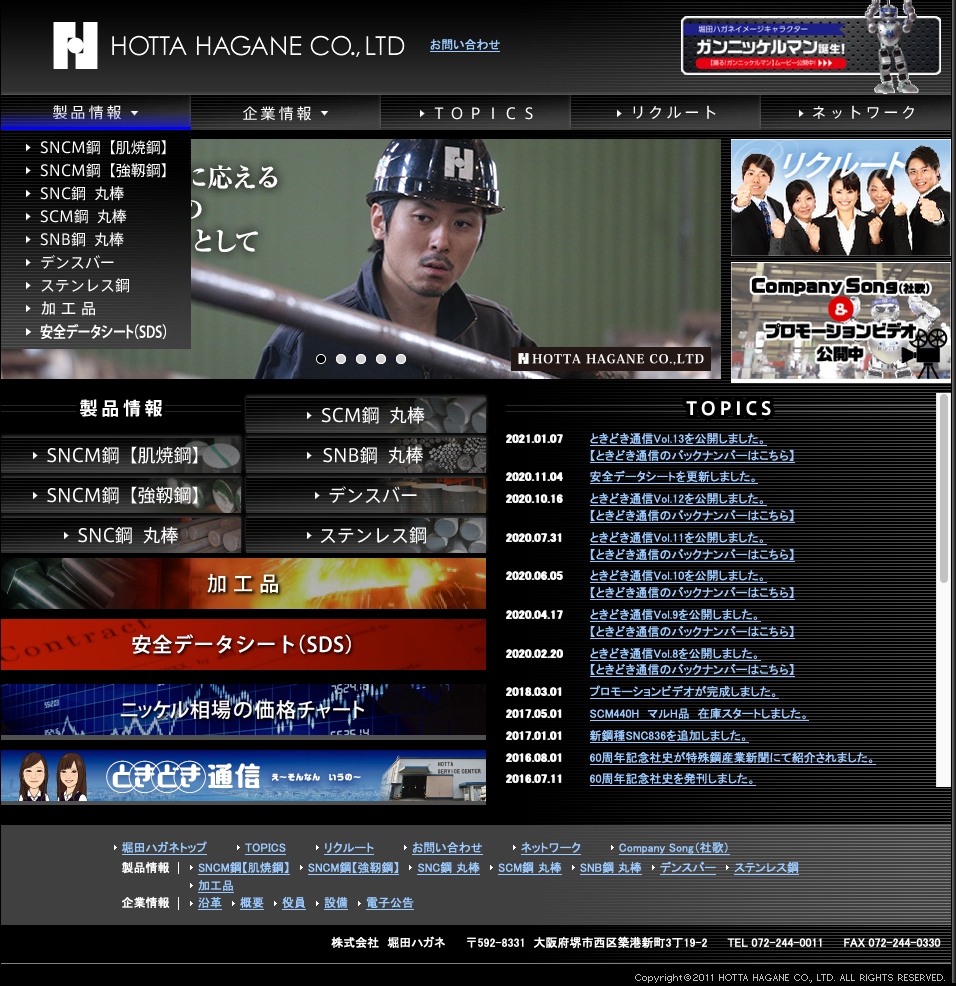 HOTTA HAGANE CO.,LTD
お問い合わせ
堀田ハガネイメージキャラクター
ガンニッケルマン誕生!
【踊る!ガンニッケルマン】ムービー公開中!
製品情報
企業情報
TOPICS
リクルート
ネットワーク
SNCM鋼【肌焼鋼】
SNCM鋼【強靱鋼】
SNC鋼 丸棒
SCM鋼 丸棒
SNB鋼 丸棒
デンスバー
ステンレス鋼
加工品
安全データシート(SDS)
に応える
の
として
H
HOTTA HAGANE CO.,LTD
リクルート
Company Song(社歌)
&
プロモーションビデオ
公開中
製品情報
SCM鋼 丸棒
SNCM鋼【肌焼鋼】
SNB鋼 丸棒
SNCM鋼【強靱鋼】
デンスバー
SNC鋼 丸棒
ステンレス鋼
加工品
Contract
安全データシート(SDS)
ニッケル相場の価格チャート
ときどき通信 え~そんなん いうの~
HOTTA
SERVICE CENTER
TOPICS
2021.01.07 ときどき通信Vol.13を公開しました。
【ときどき通信のバックナンバーはこちら】
2020.11.04 安全データシートを更新しました。
2020.10.16 ときどき通信Vol.12を公開しました。
【ときどき通信のバックナンバーはこちら】
2020.07.31 ときどき通信Vol.11を公開しました。
【ときどき通信のバックナンバーはこちら】
2020.06.05 ときどき通信Vol.10を公開しました。
【ときどき通信のバックナンバーはこちら】
2020.04.17 ときどき通信Vol.9を公開しました。
【ときどき通信のバックナンバーはこちら】
2020.02.20 ときどき通信Vol.8を公開しました。
【ときどき通信のバックナンバーはこちら】
2018.03.01 プロモーションビデオが完成しました。
2017.05.01 SCM440H マルH品 在庫スタートしました。
2017.01.01 新鋼種SNC836を追加しました。
2016.08.01 60周年記念社史が特殊鋼産業新聞にて紹介されました。
2016.07.11 60周年記念社史を発刊しました。
堀田ハガネトップ TOPICS リクルート お問い合わせ ネットワーク Company Song(社歌)
製品情報 SNCM鋼【肌焼鋼】 SNCM鋼【強靱鋼】 SNC鋼 丸棒 SCM鋼 丸棒 SNB鋼 丸棒 デンスバー ステンレス鋼
加工品
企業情報 沿革 概要 役員 設備 電子公告
株式会社 堀田ハガネ 〒592-8331 大阪府堺市西区築港新町3丁19-2 TEL 072-244-0011 FAX 072-244-0330
Copyright©2011 HOTTA HAGANE CO., LTD. ALL RIGHTS RESERVED.